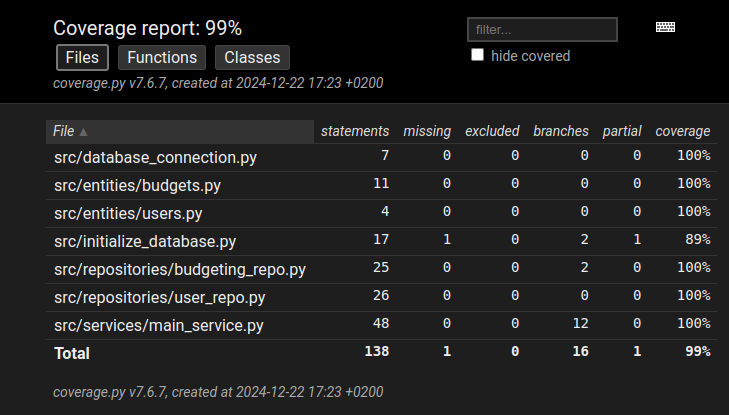 Coverage report: 99%
filter...
Files Functions Classes
hide covered
coverage.py v7.6.7, created at 2024-12-22 17:23 +0200
File ▲ statements missing excluded branches partial coverage
src/database_connection.py 7 0 0 0 0 100%
src/entities/budgets.py 11 0 0 0 0 100%
src/entities/users.py 4 0 0 0 0 100%
src/initialize_database.py 17 1 0 2 1 89%
src/repositories/budgeting_repo.py 25 0 0 2 0 100%
src/repositories/user_repo.py 26 0 0 0 0 100%
src/services/main_service.py 48 0 0 12 0 100%
Total 138 1 0 16 1 99%
coverage.py v7.6.7, created at 2024-12-22 17:23 +0200